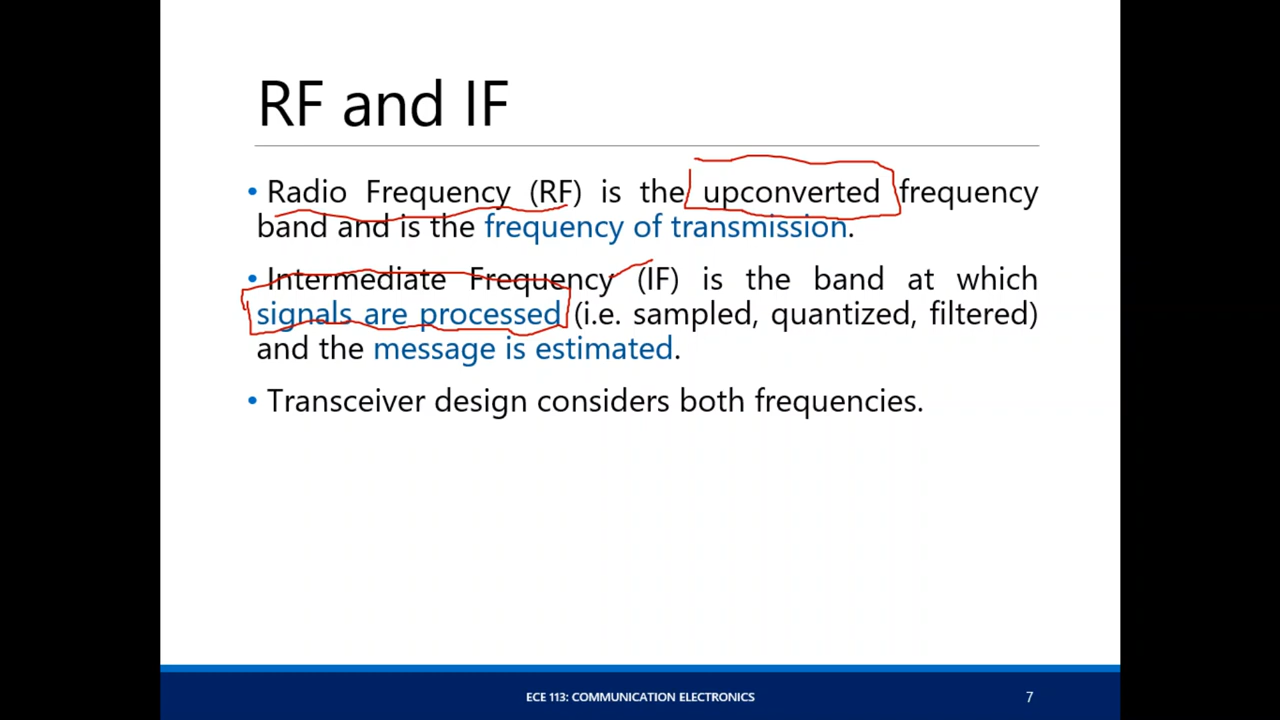 RF and IF
• Radio Frequency (RF) is the upconverted frequency
band and is the frequency of transmission.
• Intermediate Frequency (IF) is the band at which
signals are processed (i.e. sampled, quantized, filtered)
and the message is estimated.
• Transceiver design considers both frequencies.
ECE 113: COMMUNICATION ELECTRONICS
7